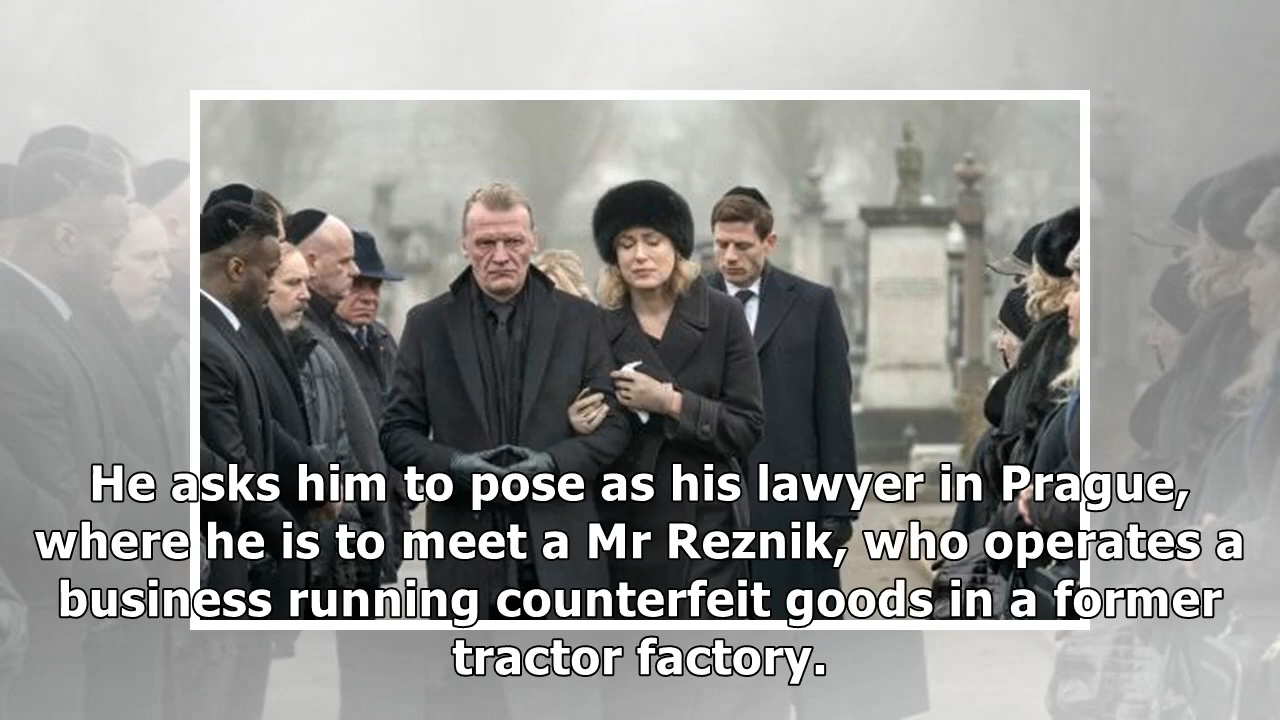 He asks him to pose as his lawyer in Prague,
where he is to meet a Mr Reznik, who operates a
business running counterfeit goods in a former
tractor factory.